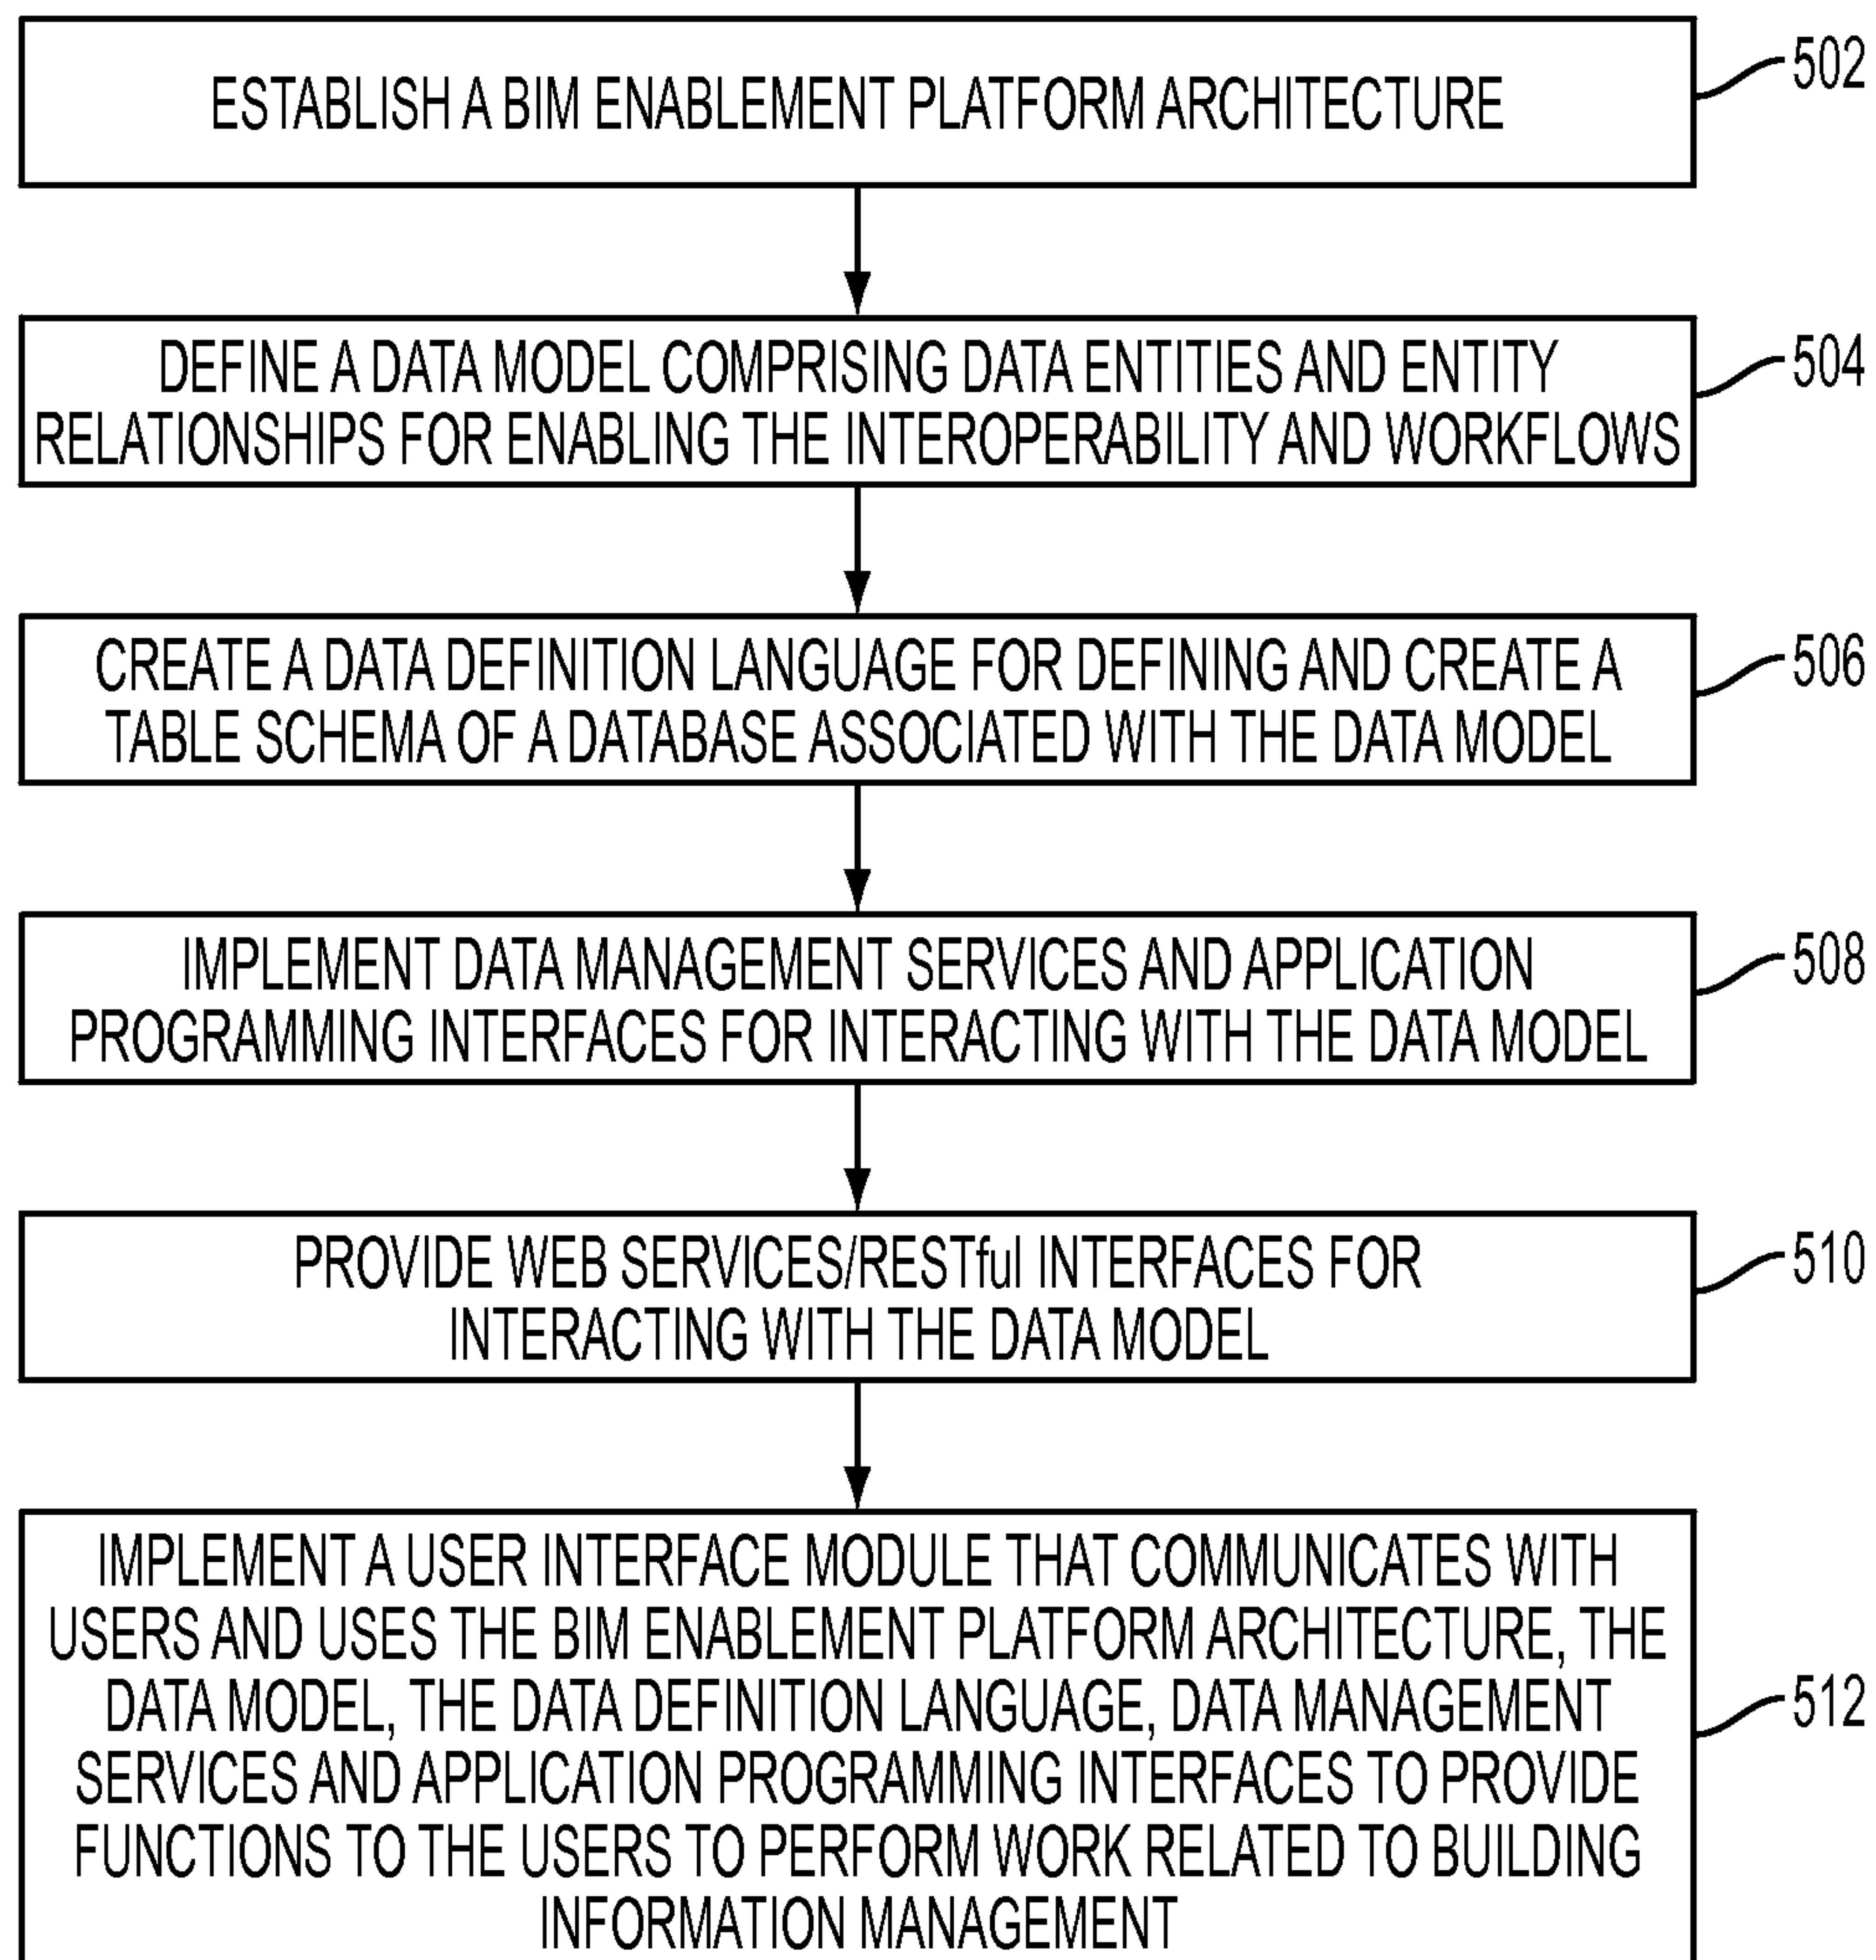 ESTABLISH A BIM ENABLEMENT PLATFORM ARCHITECTURE
502
DEFINE A DATA MODEL COMPRISING DATA ENTITIES AND ENTITY
RELATIONSHIPS FOR ENABLING THE INTEROPERABILITY AND WORKFLOWS
504
CREATE A DATA DEFINITION LANGUAGE FOR DEFINING AND CREATE A
TABLE SCHEMA OF A DATABASE ASSOCIATED WITH THE DATA MODEL
506
IMPLEMENT DATA MANAGEMENT SERVICES AND APPLICATION
PROGRAMMING INTERFACES FOR INTERACTING WITH THE DATA MODEL
508
PROVIDE WEB SERVICES/RESTful INTERFACES FOR
INTERACTING WITH THE DATA MODEL
510
IMPLEMENT A USER INTERFACE MODULE THAT COMMUNICATES WITH
USERS AND USES THE BIM ENABLEMENT PLATFORM ARCHITECTURE, THE
DATA MODEL, THE DATA DEFINITION LANGUAGE, DATA MANAGEMENT
SERVICES AND APPLICATION PROGRAMMING INTERFACES TO PROVIDE
FUNCTIONS TO THE USERS TO PERFORM WORK RELATED TO BUILDING
INFORMATION MANAGEMENT
512